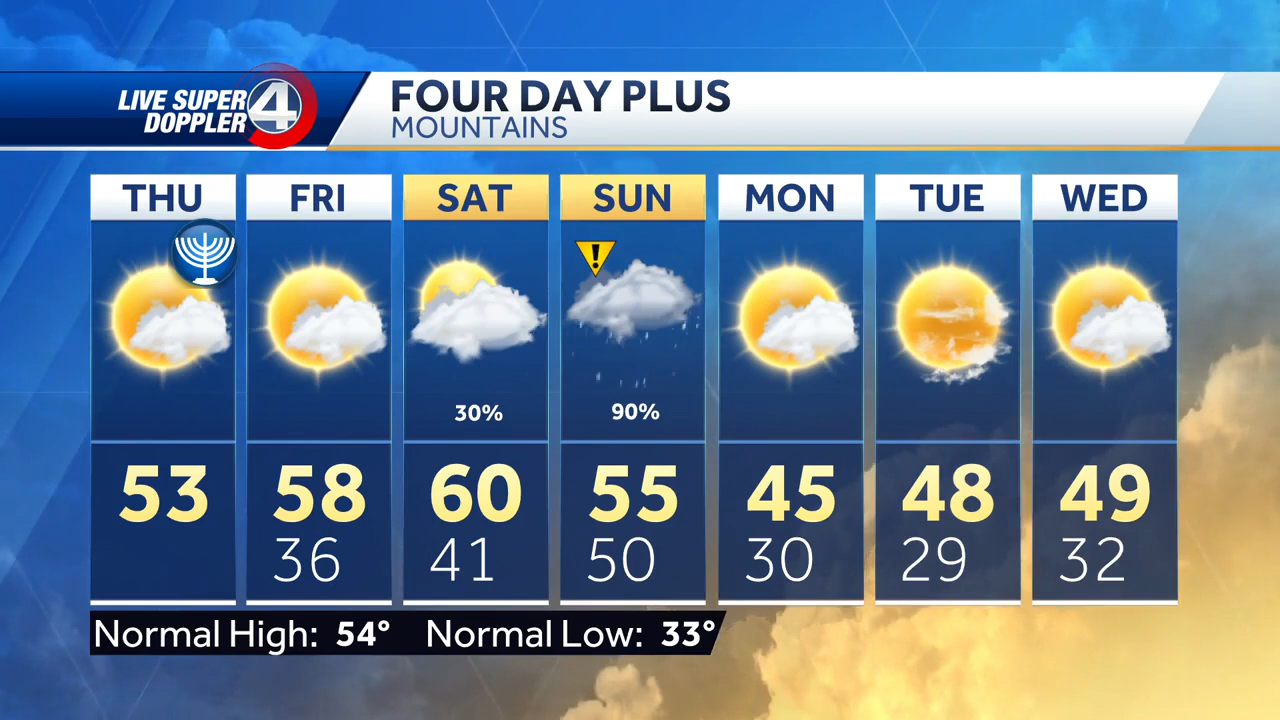 LIVE SUPER 4
DOPPLER
FOUR DAY PLUS
MOUNTAINS
THU FRI SAT SUN MON TUE WED
!
30% 90%
53 58 60 55 45 48 49
36 41 50 30 29 32
Normal High: 54° Normal Low: 33°